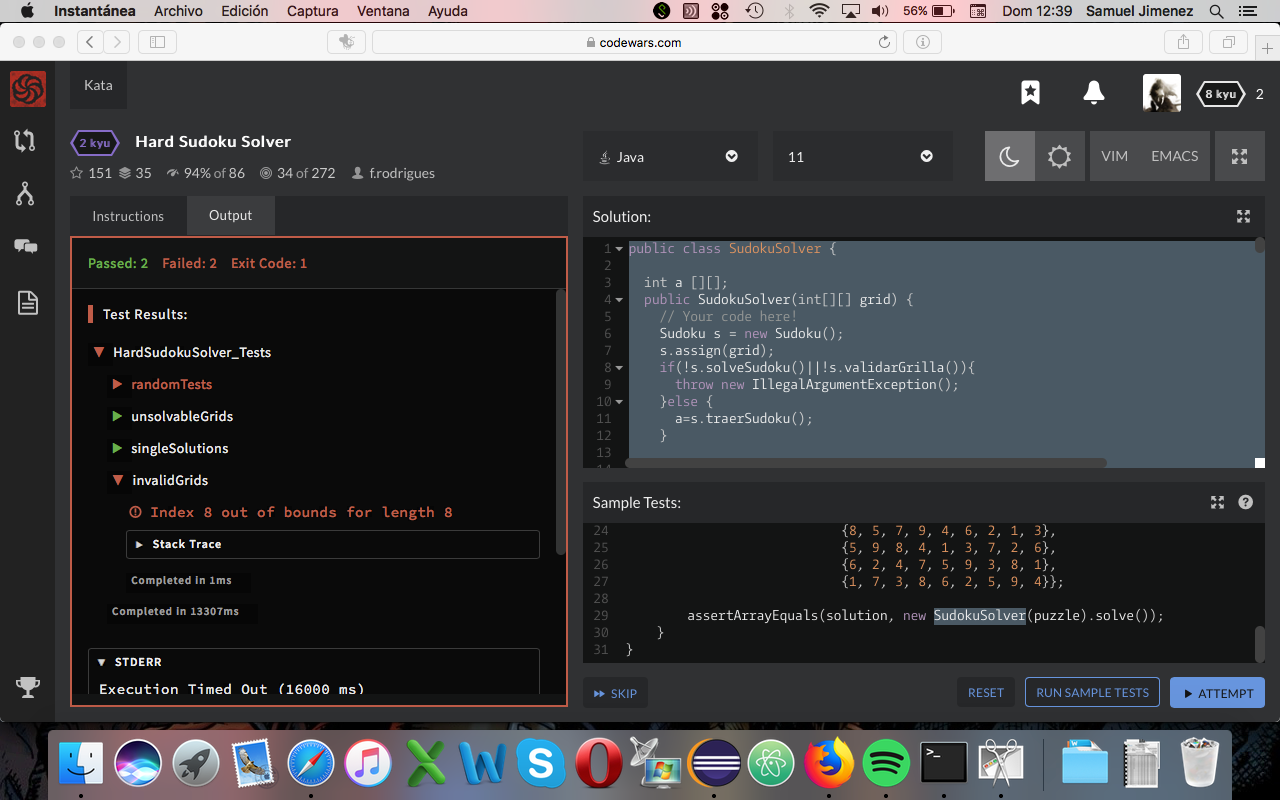 Instantánea Archivo Edición Captura Ventana Ayuda 56% Dom 12:39 Samuel Jimenez
codewars.com
Kata
8 kyu 2
2 kyu Hard Sudoku Solver
151 35 94% of 86 34 of 272 f.rodrigues
Java 11 VIM EMACS
Instructions Output
Passed: 2 Failed: 2 Exit Code: 1
Test Results:
HardSudokuSolver_Tests
randomTests
unsolvableGrids
singleSolutions
invalidGrids
Index 8 out of bounds for length 8
Stack Trace
Completed in 1ms
Completed in 13307ms
STDERR
Execution Timed Out (16000 ms)
Solution:
1 public class SudokuSolver {
2
3 int a [][];
4 public SudokuSolver(int[][] grid) {
5 // Your code here!
6 Sudoku s = new Sudoku();
7 s.assign(grid);
8 if(!s.solveSudoku()||!s.validarGrilla()){
9 throw new IllegalArgumentException();
10 }else {
11 a=s.traerSudoku();
12 }
13
14
Sample Tests:
24 {8, 5, 7, 9, 4, 6, 2, 1, 3},
25 {5, 9, 8, 4, 1, 3, 7, 2, 6},
26 {6, 2, 4, 7, 5, 9, 3, 8, 1},
27 {1, 7, 3, 8, 6, 2, 5, 9, 4}};
28
29 assertArrayEquals(solution, new SudokuSolver(puzzle).solve());
30 }
31 }
SKIP RESET RUN SAMPLE TESTS ATTEMPT